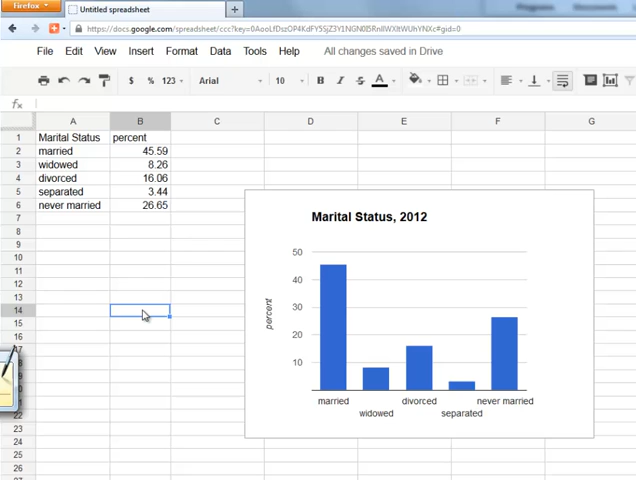 Firefox
Untitled spreadsheet
https://docs.google.com/spreadsheet/ccc?key=0AooLfDszOP4KdFY5SjZ3Y1NGN0I5RnlIWXItWUhYNXc#gid=0
File Edit View Insert Format Data Tools Help All changes saved in Drive
$ % 123 Arial 10 B I S A
fx
A B C D E F G
1 Marital Status percent
2 married 45.59
3 widowed 8.26
4 divorced 16.06
5 separated 3.44
6 never married 26.65
7
8
9
10
11
12
13
14
15
16
17
22
23
24
25
26
27
Marital Status, 2012
50
40
30
20
10
percent
married divorced never married
widowed separated